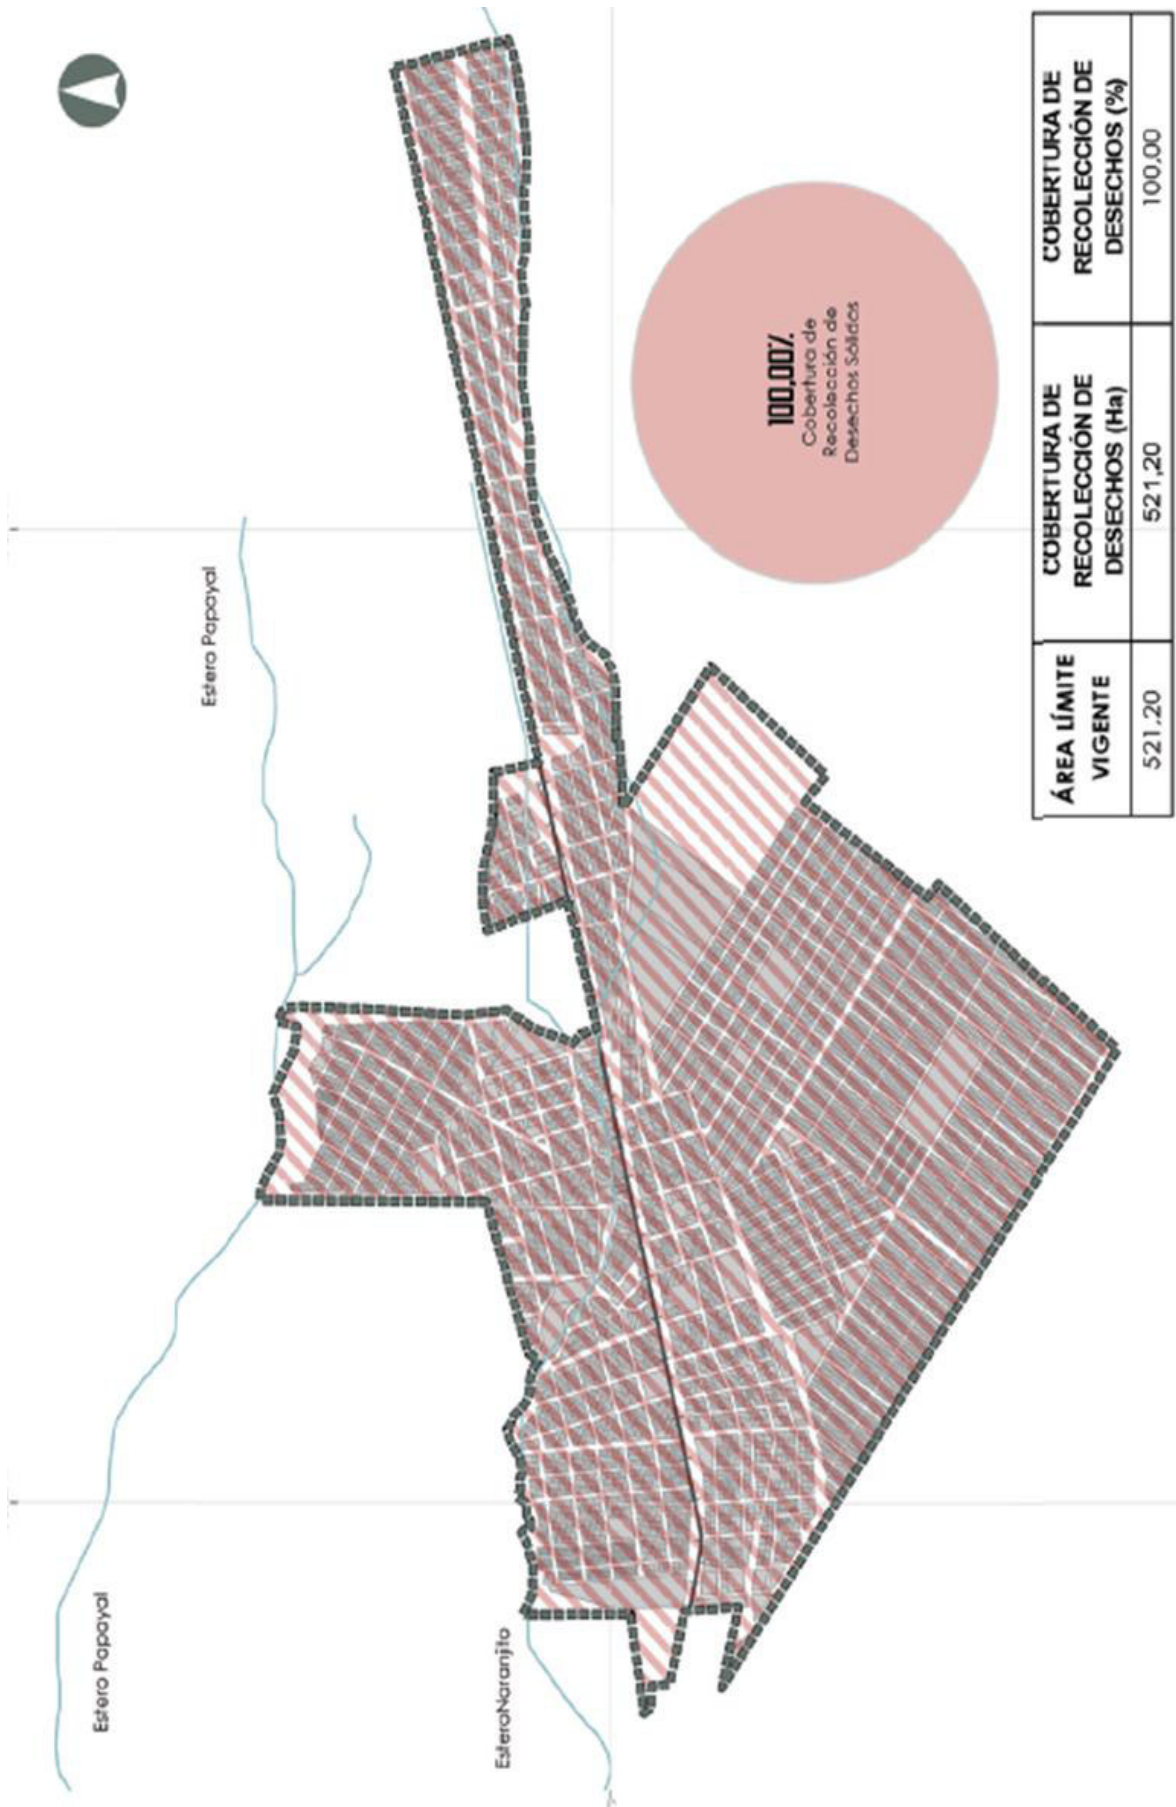 Estero Papayal
Estero Papayal
EsteroNaranjito
100,00%
Cobertura de
Recolección de
Desechos Sólidos
ÁREA LÍMITE
VIGENTE
COBERTURA DE
RECOLECCIÓN DE
DESECHOS (Ha)
COBERTURA DE
RECOLECCIÓN DE
DESECHOS (%)
521,20
521,20
100,00